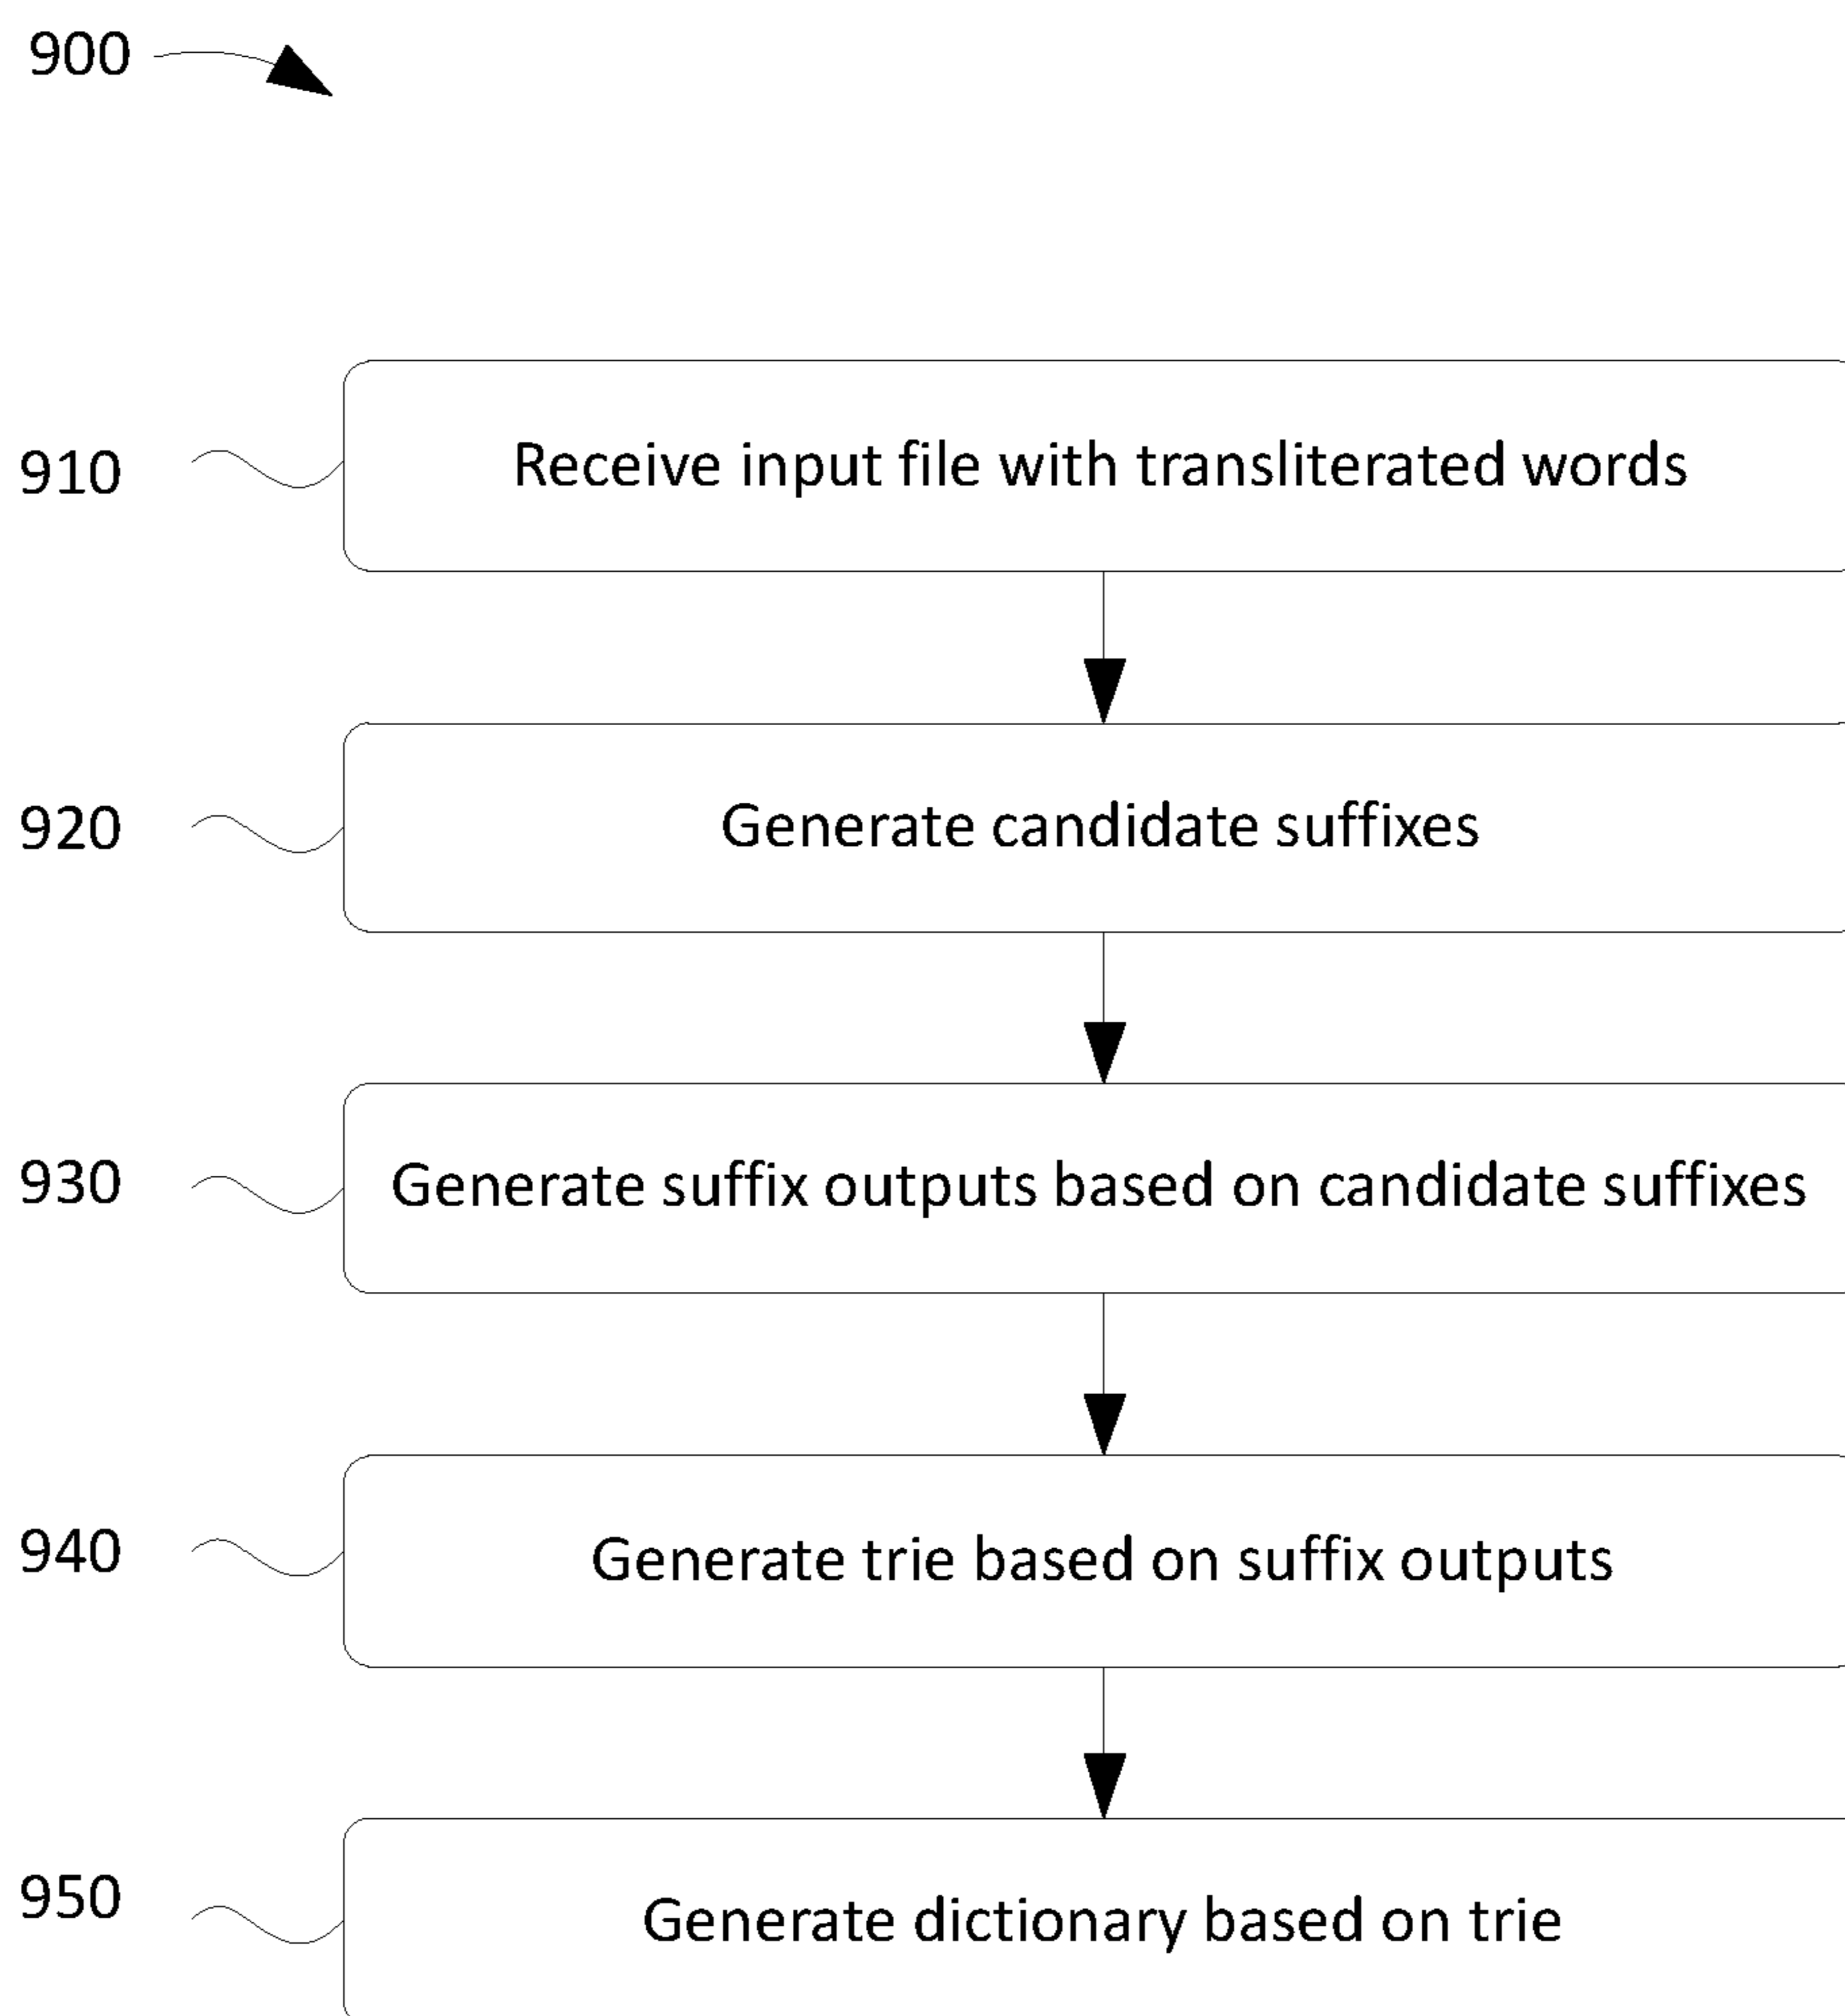 900
910 Receive input file with transliterated words
920 Generate candidate suffixes
930 Generate suffix outputs based on candidate suffixes
940 Generate trie based on suffix outputs
950 Generate dictionary based on trie